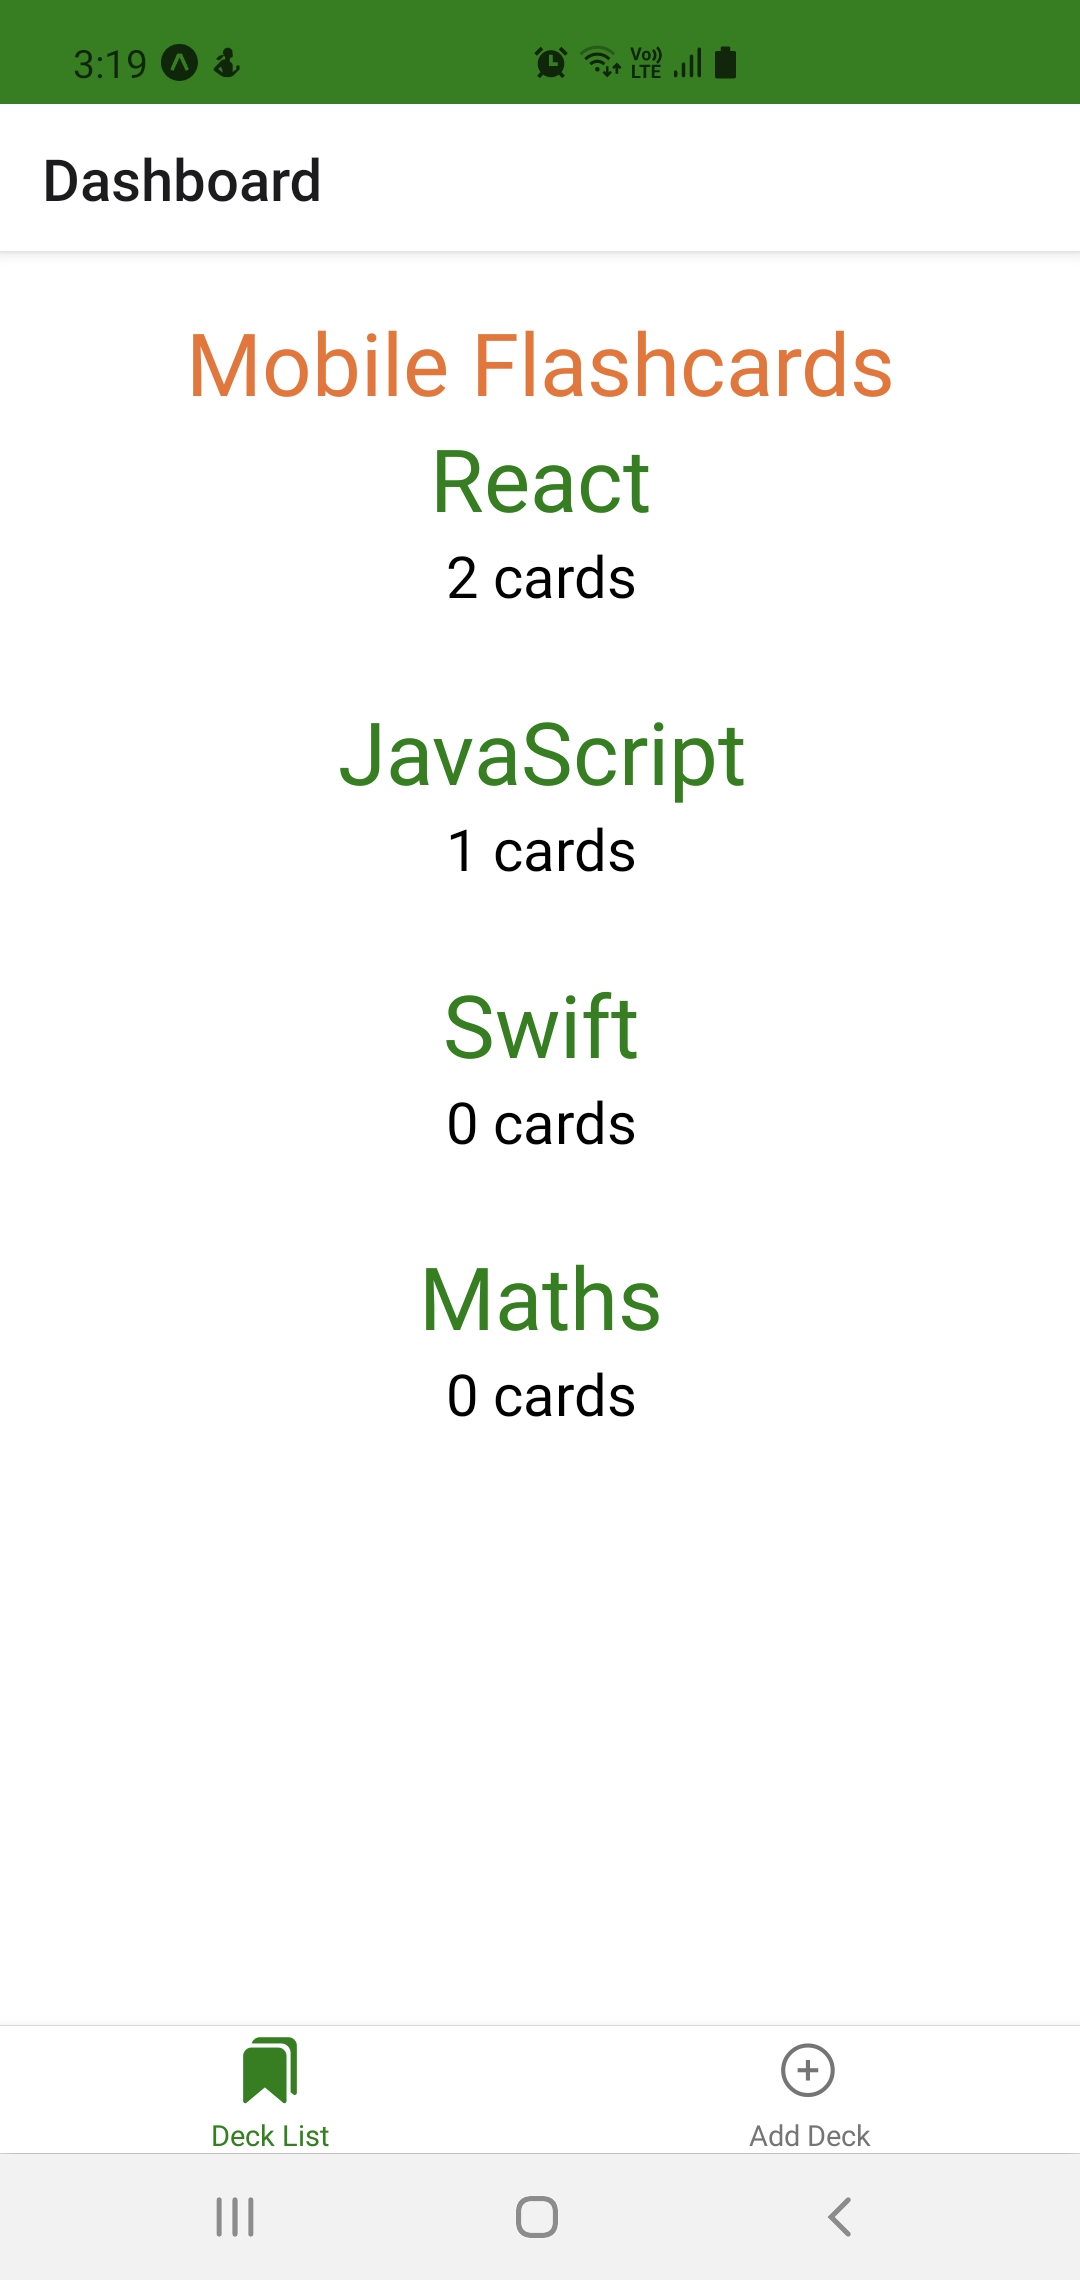 3:19 Vo)) LTE
Dashboard
Mobile Flashcards
React
2 cards
JavaScript
1 cards
Swift
0 cards
Maths
0 cards
Deck List Add Deck